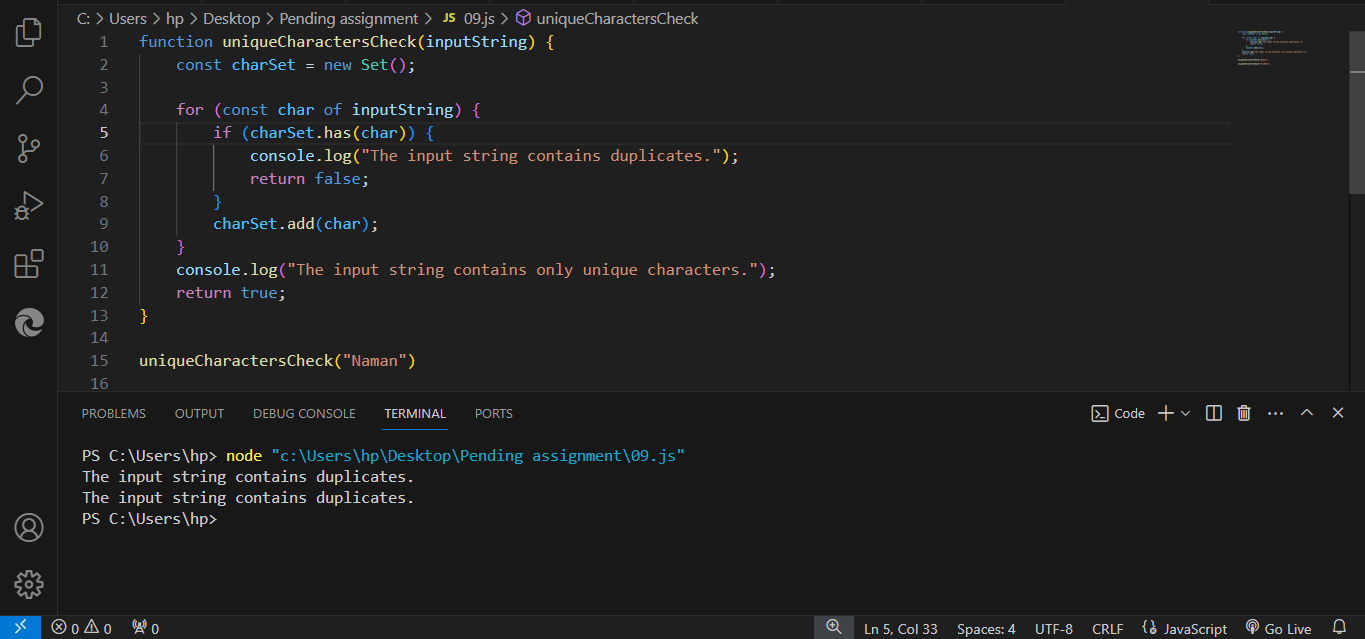 C: > Users > hp > Desktop > Pending assignment > JS 09.js > uniqueCharactersCheck
1 function uniqueCharactersCheck(inputString) {
2     const charSet = new Set();
3
4     for (const char of inputString) {
5         if (charSet.has(char)) {
6             console.log("The input string contains duplicates.");
7             return false;
8         }
9         charSet.add(char);
10     }
11     console.log("The input string contains only unique characters.");
12     return true;
13 }
14
15 uniqueCharactersCheck("Naman")
16
PROBLEMS OUTPUT DEBUG CONSOLE TERMINAL PORTS Code
PS C:\Users\hp> node "c:\Users\hp\Desktop\Pending assignment\09.js"
The input string contains duplicates.
The input string contains duplicates.
PS C:\Users\hp>
0 0 0 Ln 5, Col 33 Spaces: 4 UTF-8 CRLF {} JavaScript Go Live